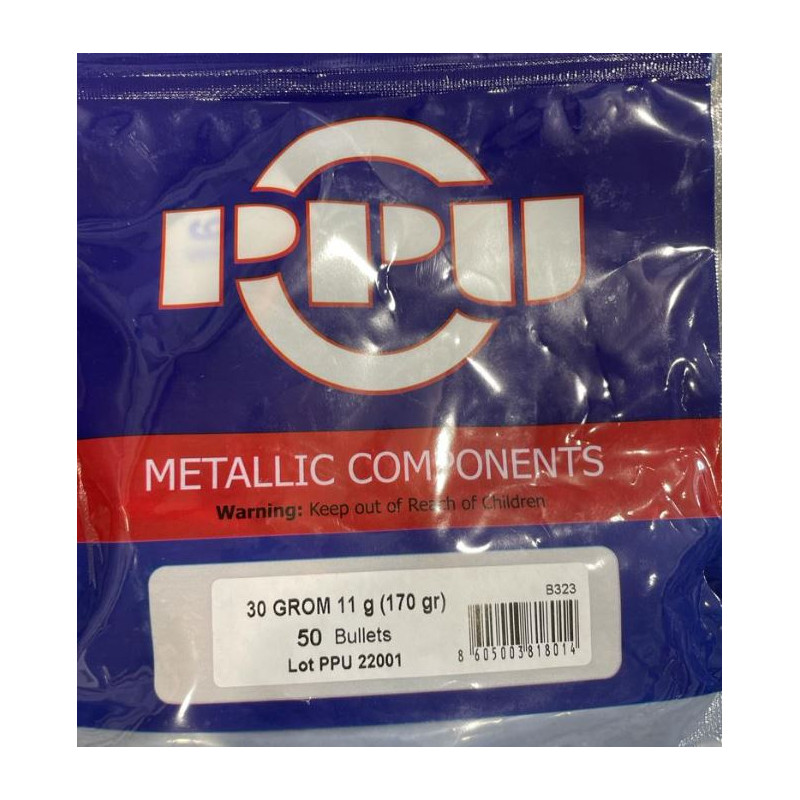 PPU
METALLIC COMPONENTS
Warning: Keep out of Reach of Children
B323
30 GROM 11 g (170 gr)
50 Bullets
Lot PPU 22001
8 605003 818014